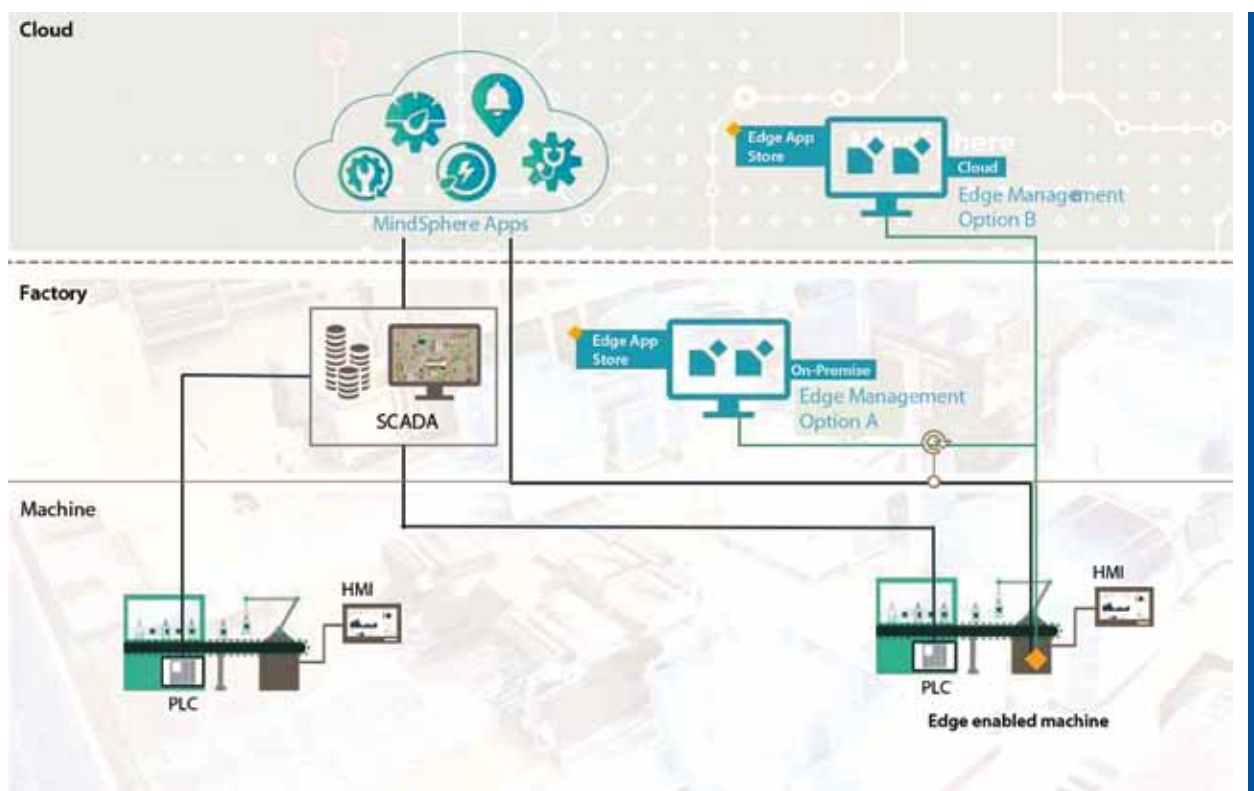 Cloud
Edge App
Store
Cloud
Edge Management
Option B
MindSphere Apps
Factory
Edge App
Store
On-Premise
Edge Management
Option A
SCADA
Machine
HMI
PLC
HMI
PLC
Edge enabled machine